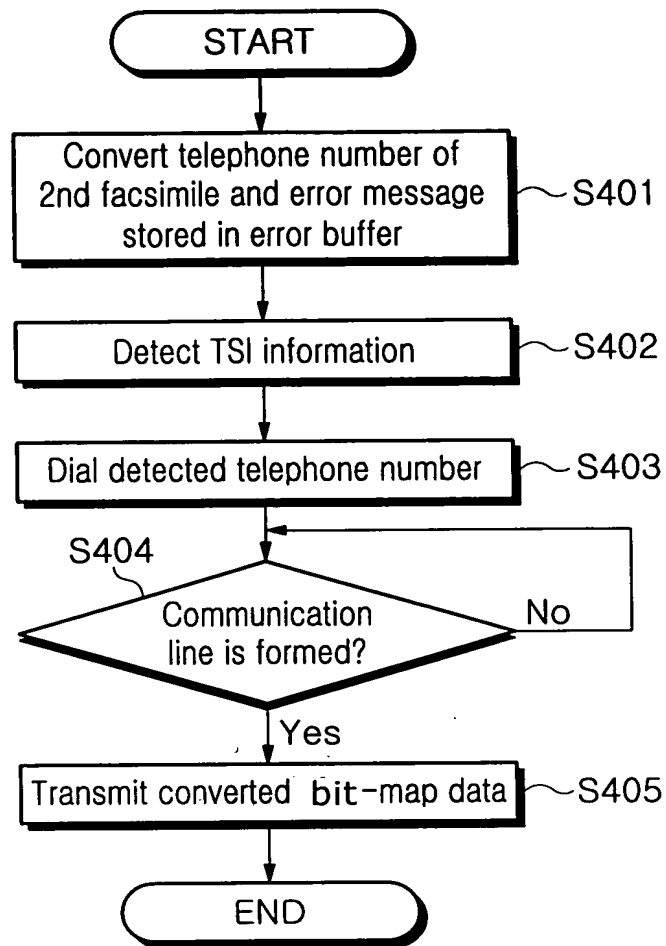 START
Convert telephone number of
2nd facsimile and error message
stored in error buffer
S401
Detect TSI information
S402
Dial detected telephone number
S403
S404
Communication
line is formed?
No
Yes
Transmit converted bit-map data
S405
END